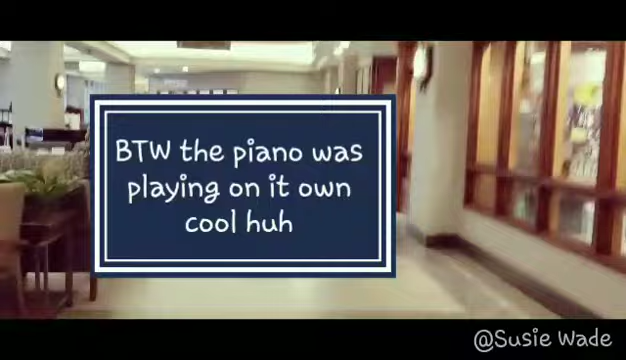 BTW the piano was
playing on it own
cool huh
@Susie Wade